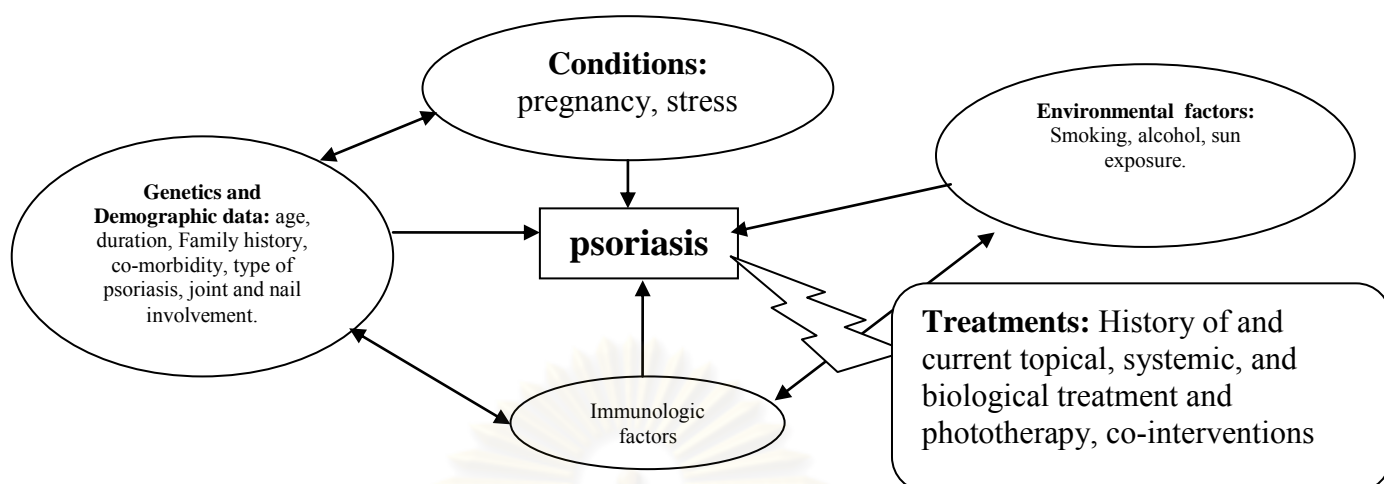 Conditions:
pregnancy, stress
Environmental factors:
Smoking, alcohol, sun
exposure.
Genetics and
Demographic data: age,
duration, Family history,
co-morbidity, type of
psoriasis, joint and nail
involvement.
psoriasis
Treatments: History of and
current topical, systemic, and
biological treatment and
phototherapy, co-interventions
Immunologic
factors